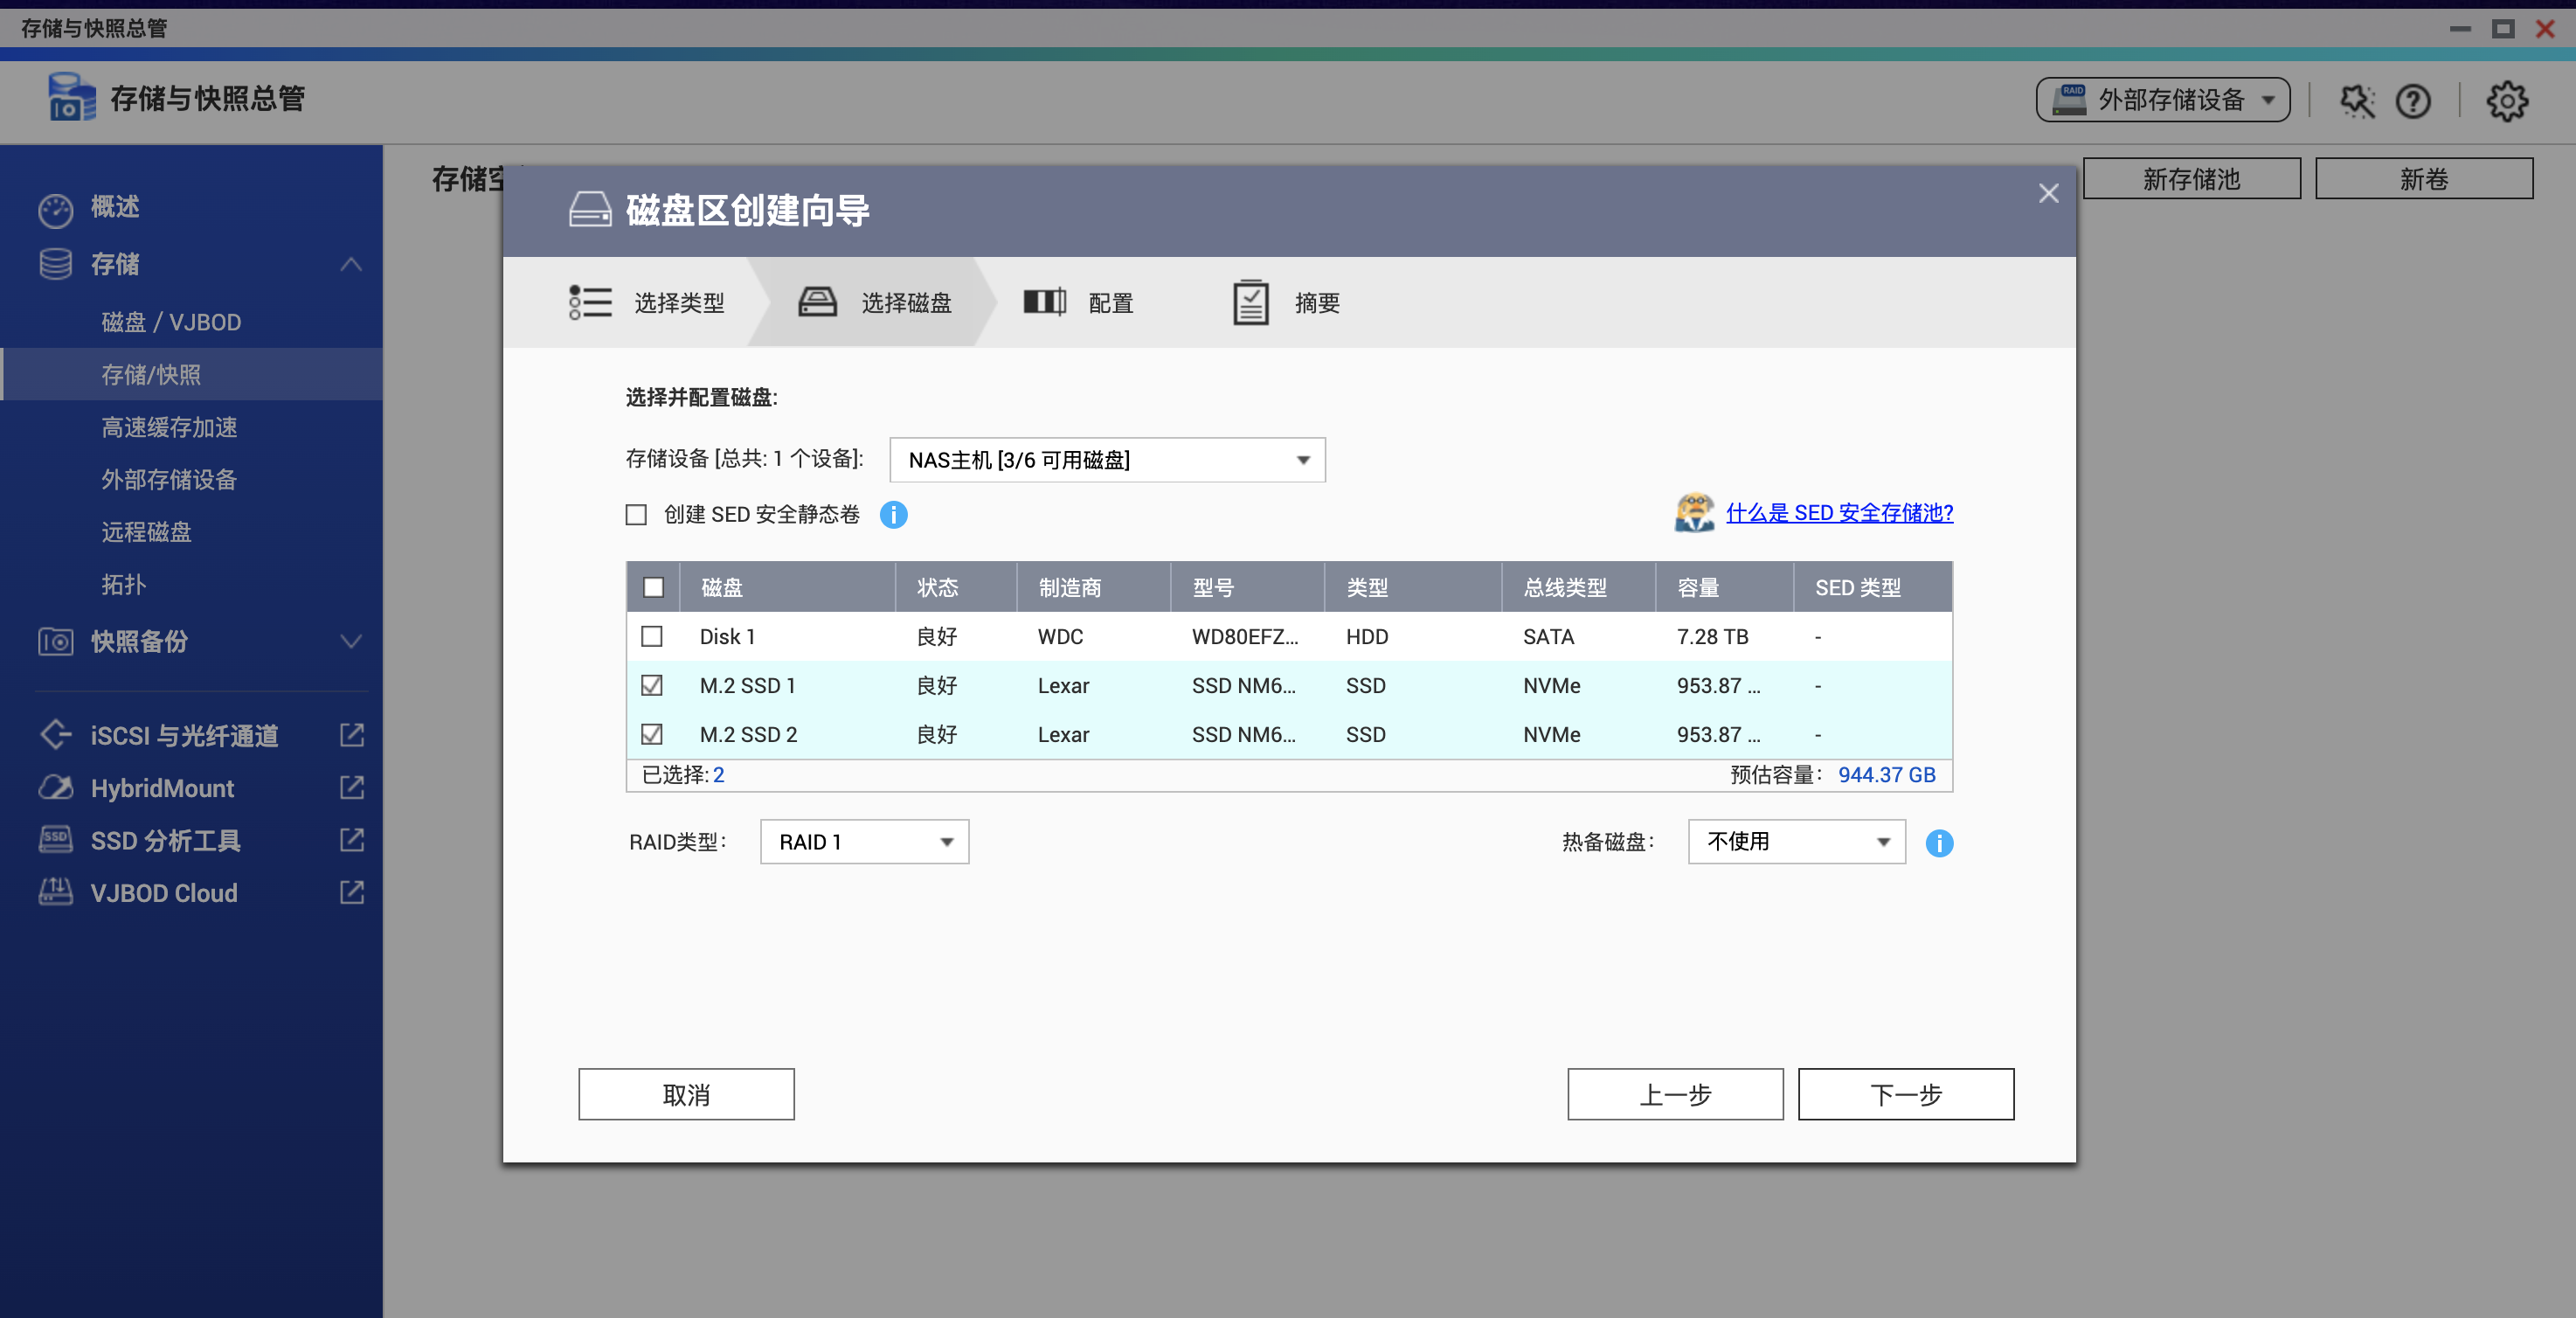 存储与快照总管
存储与快照总管
RAID 外部存储设备
概述
存储
磁盘 / VJBOD
存储/快照
高速缓存加速
外部存储设备
远程磁盘
拓扑
快照备份
iSCSI 与光纤通道
HybridMount
SSD 分析工具
VJBOD Cloud
存储空
新存储池 新卷
磁盘区创建向导
选择类型 选择磁盘 配置 摘要
选择并配置磁盘:
存储设备 [总共: 1 个设备]: NAS主机 [3/6 可用磁盘]
创建 SED 安全静态卷 什么是 SED 安全存储池?
磁盘 状态 制造商 型号 类型 总线类型 容量 SED 类型
Disk 1 良好 WDC WD80EFZ... HDD SATA 7.28 TB -
M.2 SSD 1 良好 Lexar SSD NM6... SSD NVMe 953.87 ... -
M.2 SSD 2 良好 Lexar SSD NM6... SSD NVMe 953.87 ... -
已选择: 2 预估容量: 944.37 GB
RAID类型: RAID 1 热备磁盘: 不使用
取消 上一步 下一步